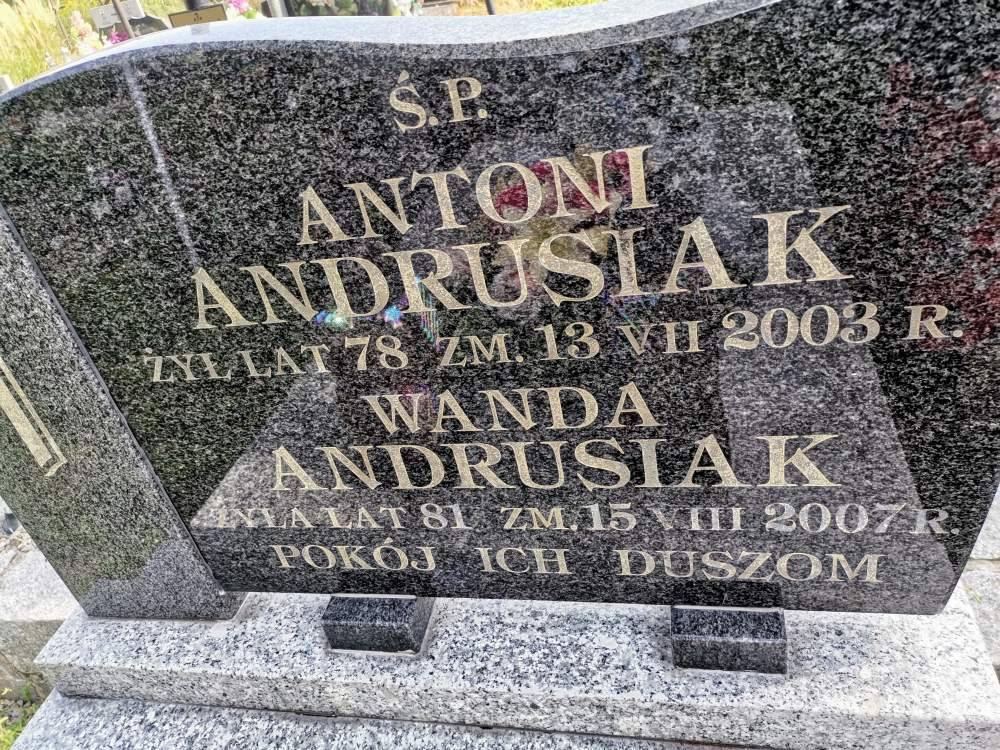 Ś.P.
ANTONI
ANDRUSIAK
ŻYŁ LAT 78 ZM. 13 VII 2003 R.
WANDA
ANDRUSIAK
ŻYŁA LAT 81 ZM. 15 VIII 2007 R.
POKÓJ ICH DUSZOM